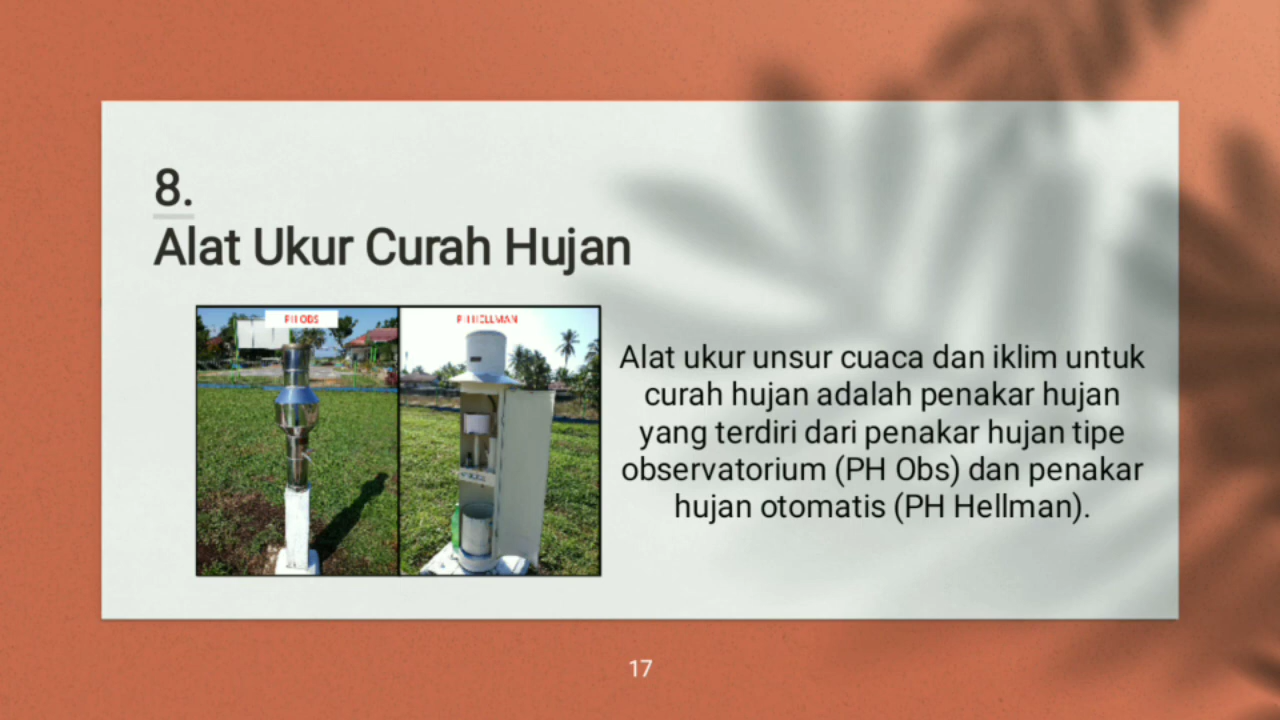 8.
Alat Ukur Curah Hujan
PH OBS
PH HELLMAN
Alat ukur unsur cuaca dan iklim untuk
curah hujan adalah penakar hujan
yang terdiri dari penakar hujan tipe
observatorium (PH Obs) dan penakar
hujan otomatis (PH Hellman).
17